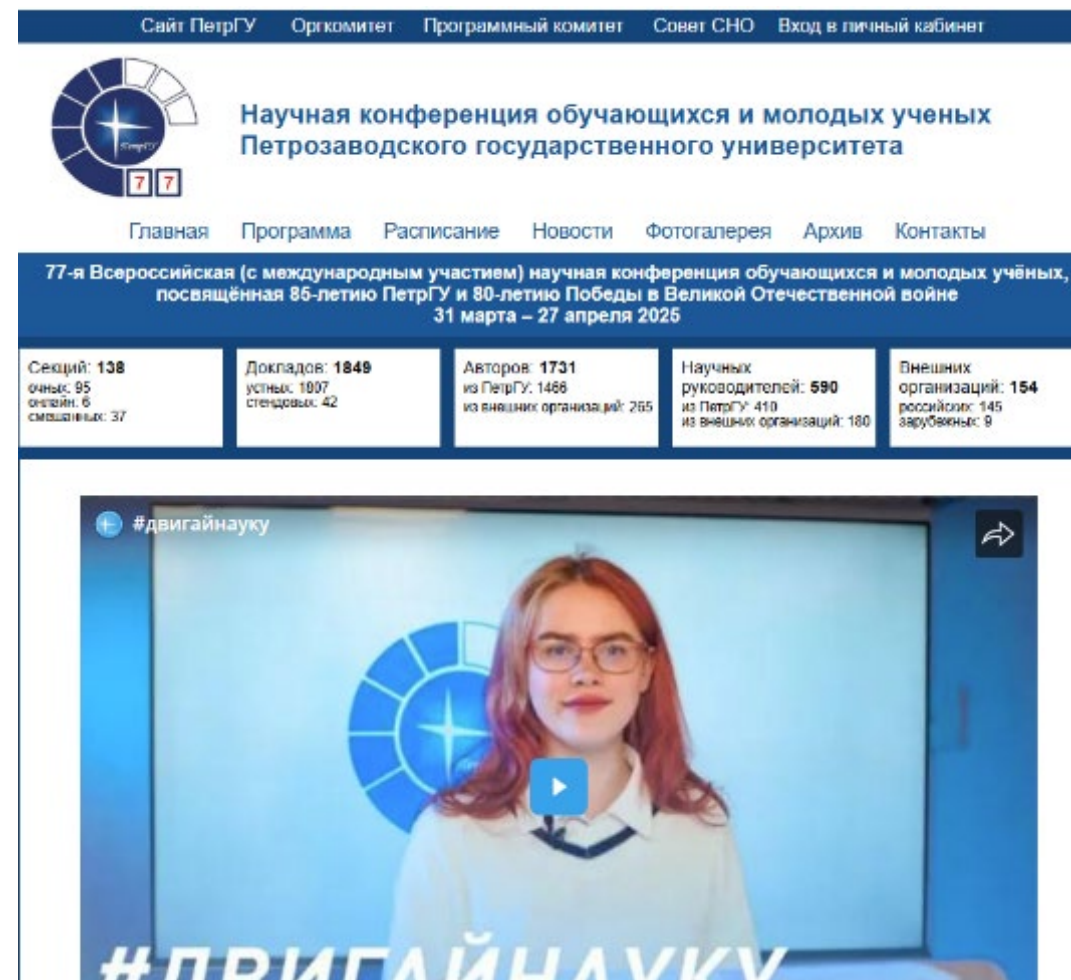 Сайт ПетрГУ Оргкомитет Программный комитет Совет СНО Вход в личный кабинет
ПетрГУ
77
Научная конференция обучающихся и молодых ученых
Петрозаводского государственного университета
Главная Программа Расписание Новости Фотогалерея Архив Контакты
77-я Всероссийская (с международным участием) научная конференция обучающихся и молодых учёных,
посвящённая 85-летию ПетрГУ и 80-летию Победы в Великой Отечественной войне
31 марта – 27 апреля 2025
Секций: 138
очных: 95
онлайн: 6
смешанных: 37
Докладов: 1849
устных: 1807
стендовых: 42
Авторов: 1731
из ПетрГУ: 1466
из внешних организаций: 265
Научных
руководителей: 590
из ПетрГУ: 410
из внешних организаций: 180
Внешних
организаций: 154
российских: 145
зарубежных: 9
#двигайнауку
#ДВИГАЙНАУКУ